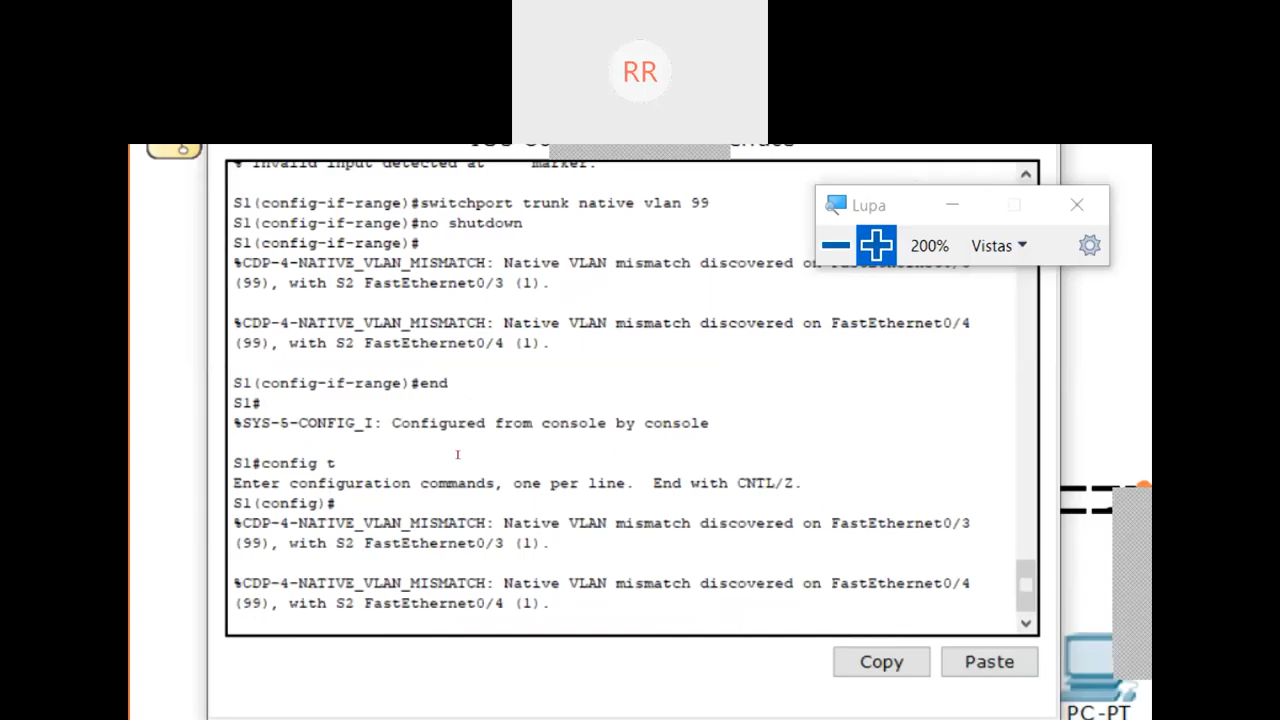 RR
% Invalid input detected at marker.
S1(config-if-range)#switchport trunk native vlan 99
S1(config-if-range)#no shutdown
S1(config-if-range)#
%CDP-4-NATIVE_VLAN_MISMATCH: Native VLAN mismatch discovered on
(99), with S2 FastEthernet0/3 (1).
%CDP-4-NATIVE_VLAN_MISMATCH: Native VLAN mismatch discovered on FastEthernet0/4
(99), with S2 FastEthernet0/4 (1).
S1(config-if-range)#end
S1#
%SYS-5-CONFIG_I: Configured from console by console
S1#config t
Enter configuration commands, one per line.  End with CNTL/Z.
S1(config)#
%CDP-4-NATIVE_VLAN_MISMATCH: Native VLAN mismatch discovered on FastEthernet0/3
(99), with S2 FastEthernet0/3 (1).
%CDP-4-NATIVE_VLAN_MISMATCH: Native VLAN mismatch discovered on FastEthernet0/4
(99), with S2 FastEthernet0/4 (1).
Lupa
200% Vistas
Copy Paste
PC-PT